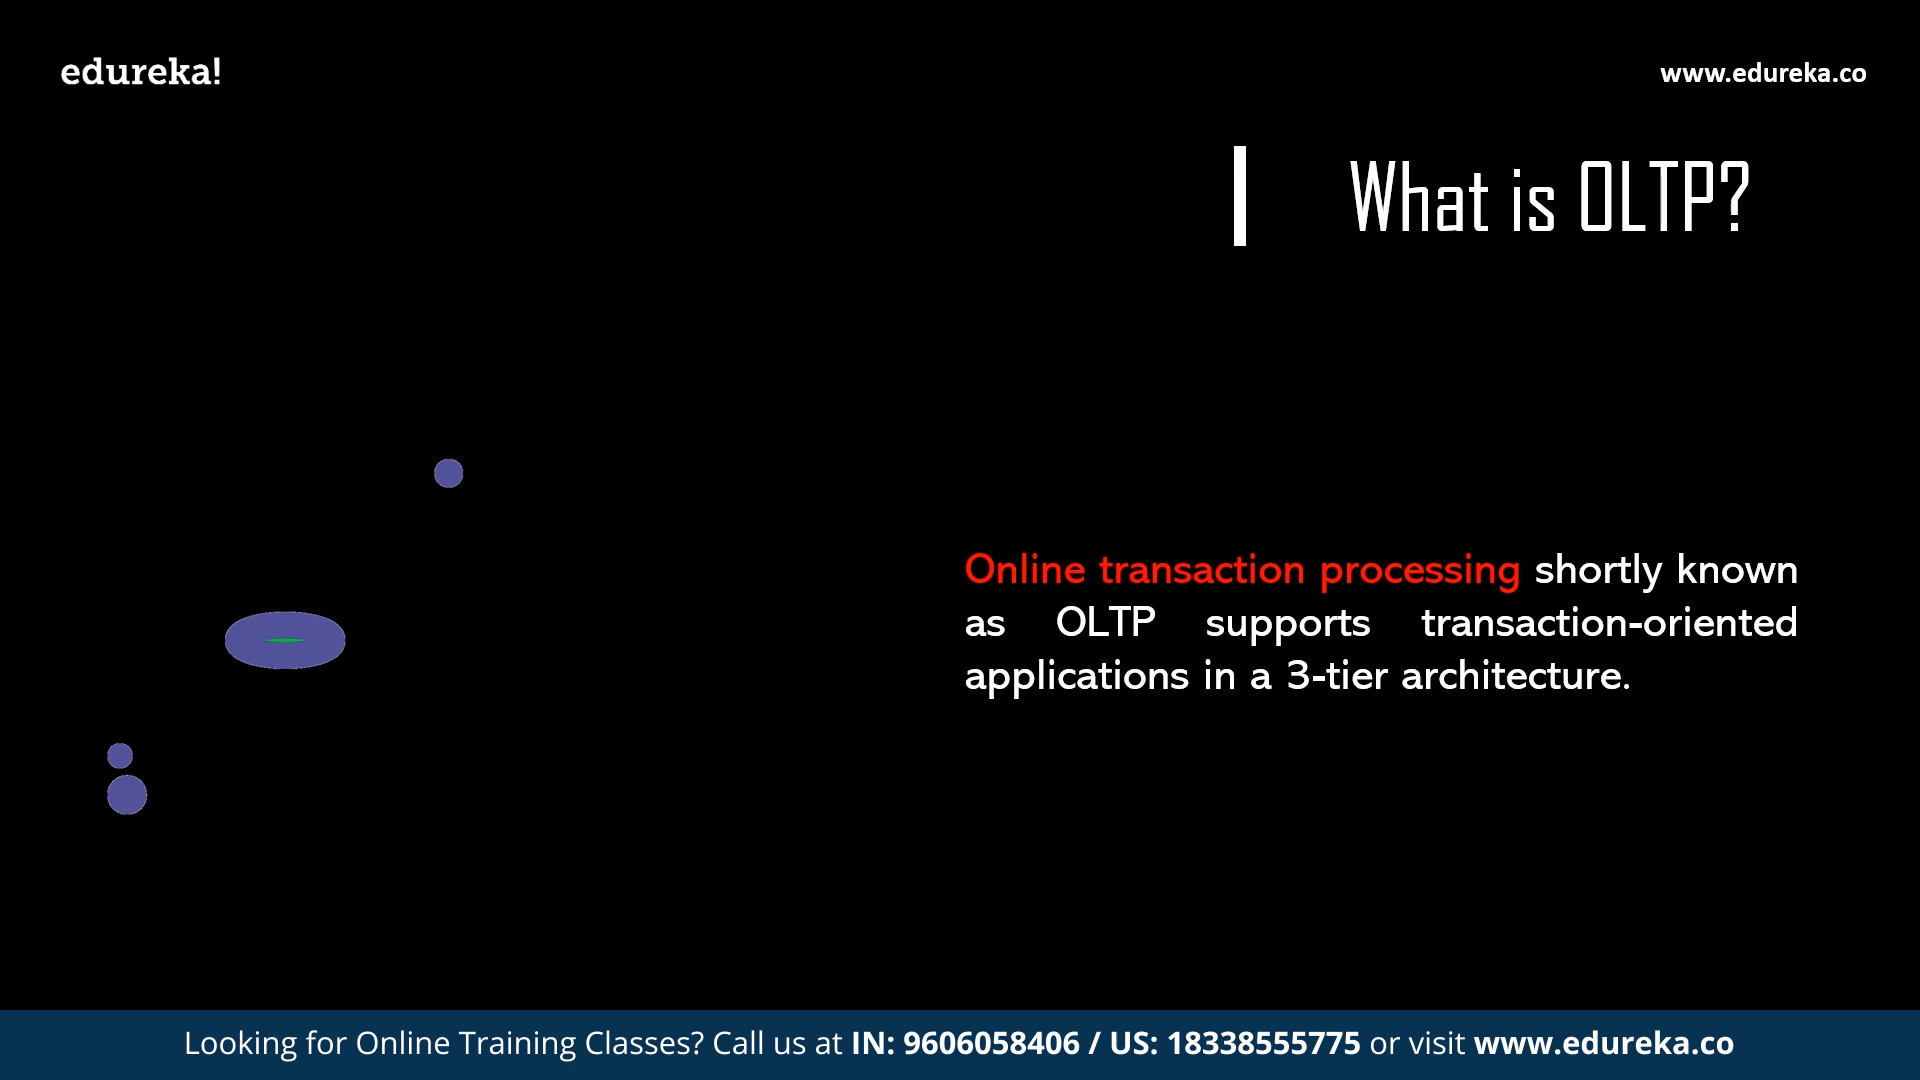 edureka!
www.edureka.co
What is OLTP?
Online transaction processing shortly known
as OLTP supports transaction-oriented
applications in a 3-tier architecture.
Looking for Online Training Classes? Call us at IN: 9606058406 / US: 18338555775 or visit www.edureka.co